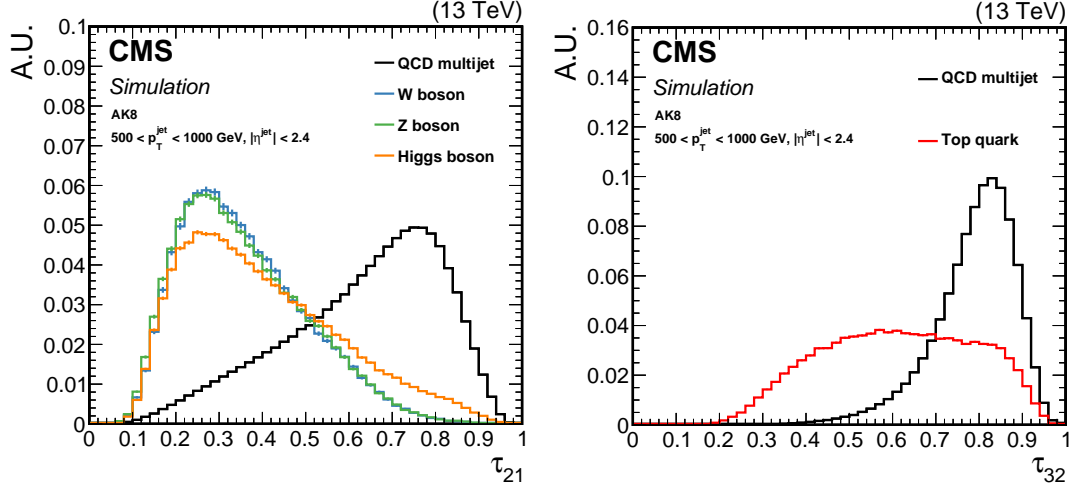 (13 TeV)
A.U.
0.1
0.09
0.08
0.07
0.06
0.05
0.04
0.03
0.02
0.01
0
CMS
Simulation
AK8
500 < p_T^jet < 1000 GeV, |η^jet| < 2.4
QCD multijet
W boson
Z boson
Higgs boson
0 0.1 0.2 0.3 0.4 0.5 0.6 0.7 0.8 0.9 1
τ_21
(13 TeV)
A.U.
0.16
0.14
0.12
0.1
0.08
0.06
0.04
0.02
0
CMS
Simulation
AK8
500 < p_T^jet < 1000 GeV, |η^jet| < 2.4
QCD multijet
Top quark
0 0.1 0.2 0.3 0.4 0.5 0.6 0.7 0.8 0.9 1
τ_32